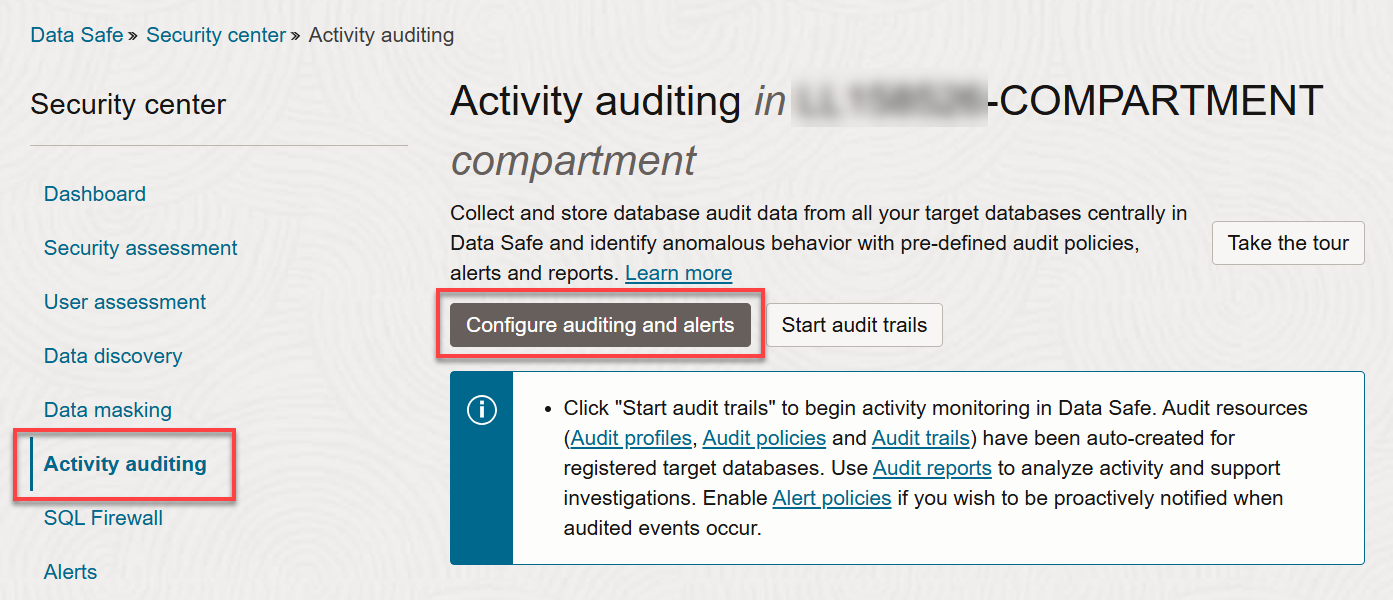 Data Safe » Security center » Activity auditing
Security center
Dashboard
Security assessment
User assessment
Data discovery
Data masking
Activity auditing
SQL Firewall
Alerts
Activity auditing in -COMPARTMENT
compartment
Collect and store database audit data from all your target databases centrally in
Data Safe and identify anomalous behavior with pre-defined audit policies,
alerts and reports. Learn more
Take the tour
Configure auditing and alerts
Start audit trails
• Click "Start audit trails" to begin activity monitoring in Data Safe. Audit resources
(Audit profiles, Audit policies and Audit trails) have been auto-created for
registered target databases. Use Audit reports to analyze activity and support
investigations. Enable Alert policies if you wish to be proactively notified when
audited events occur.